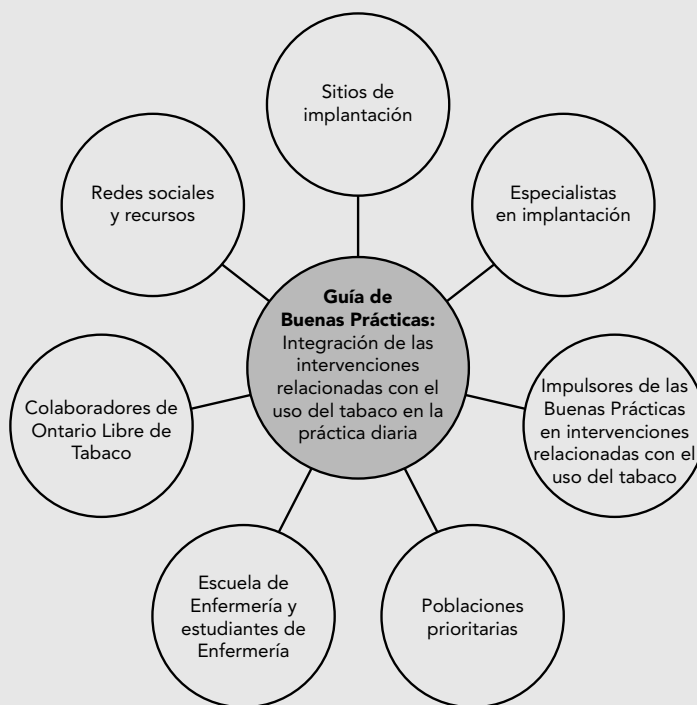 Sitios de
implantación
Redes sociales
y recursos
Especialistas
en implantación
Guía de
Buenas Prácticas:
Integración de las
intervenciones
relacionadas con el
uso del tabaco en la
práctica diaria
Colaboradores de
Ontario Libre de
Tabaco
Impulsores de las
Buenas Prácticas
en intervenciones
relacionadas con el
uso del tabaco
Escuela de
Enfermería y
estudiantes de
Enfermería
Poblaciones
prioritarias